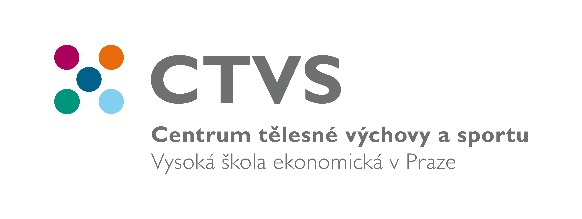 CTVS
Centrum tělesné výchovy a sportu
Vysoká škola ekonomická v Praze